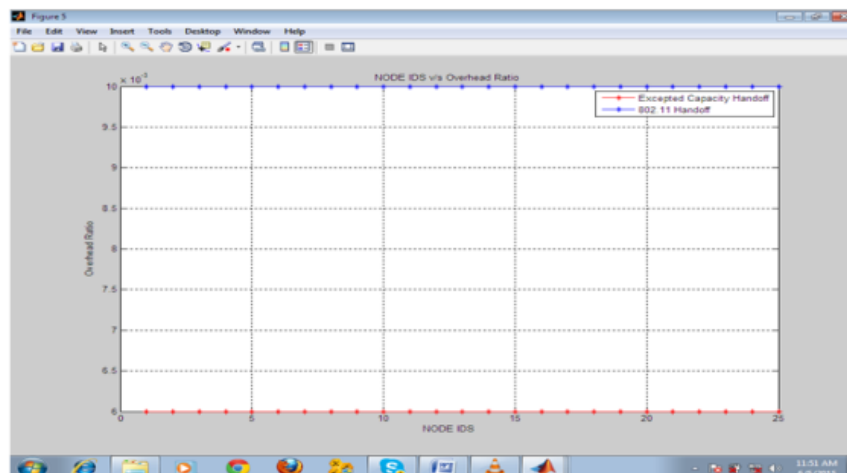 Figure 5
File Edit View Insert Tools Desktop Window Help
NODE IDS v/s Overhead Ratio
× 10⁻³
Excepted Capacity Handoff
802.11 Handoff
10
9.5
9
8.5
8
7.5
7
6.5
6
Overhead Ratio
0 5 10 15 20 25
NODE IDS
11:51 AM